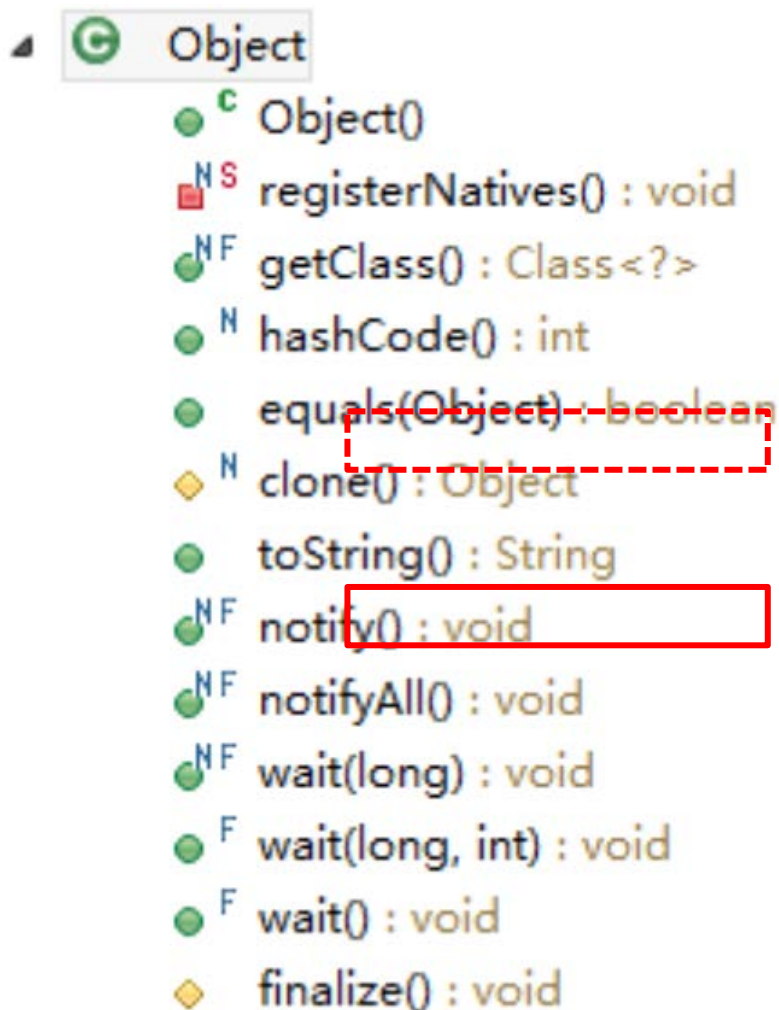 Object
C Object()
N S registerNatives() : void
N F getClass() : Class<?>
N hashCode() : int
equals(Object) : boolean
N clone() : Object
toString() : String
N F notify() : void
N F notifyAll() : void
N F wait(long) : void
F wait(long, int) : void
F wait() : void
finalize() : void